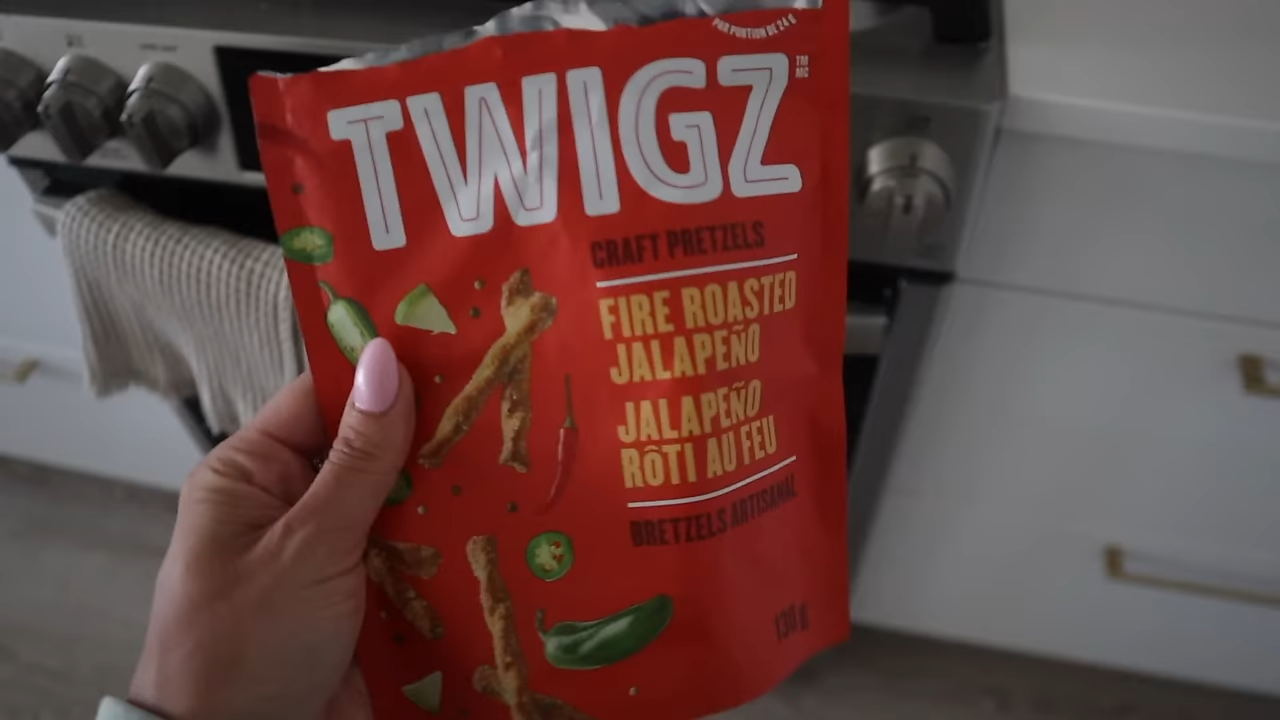 PAR PORTION DE 24 g
TWIGZ
TM
MC
CRAFT PRETZELS
FIRE ROASTED
JALAPEÑO
JALAPEÑO
RÔTI AU FEU
BRETZELS ARTISANAL
130 g